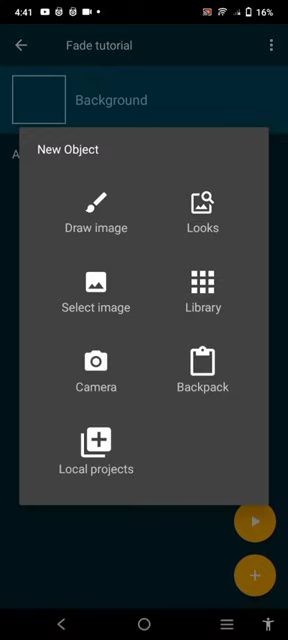 4:41
16%
Fade tutorial
Background
A
New Object
Draw image
Looks
Select image
Library
Camera
Backpack
Local projects